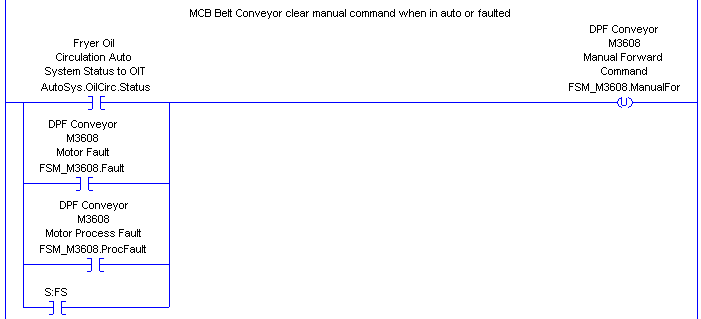 MCB Belt Conveyor clear manual command when in auto or faulted
Fryer Oil
Circulation Auto
System Status to OIT
AutoSys.OilCirc.Status
DPF Conveyor
M3608
Manual Forward
Command
FSM_M3608.ManualFor
U
DPF Conveyor
M3608
Motor Fault
FSM_M3608.Fault
DPF Conveyor
M3608
Motor Process Fault
FSM_M3608.ProcFault
S:FS